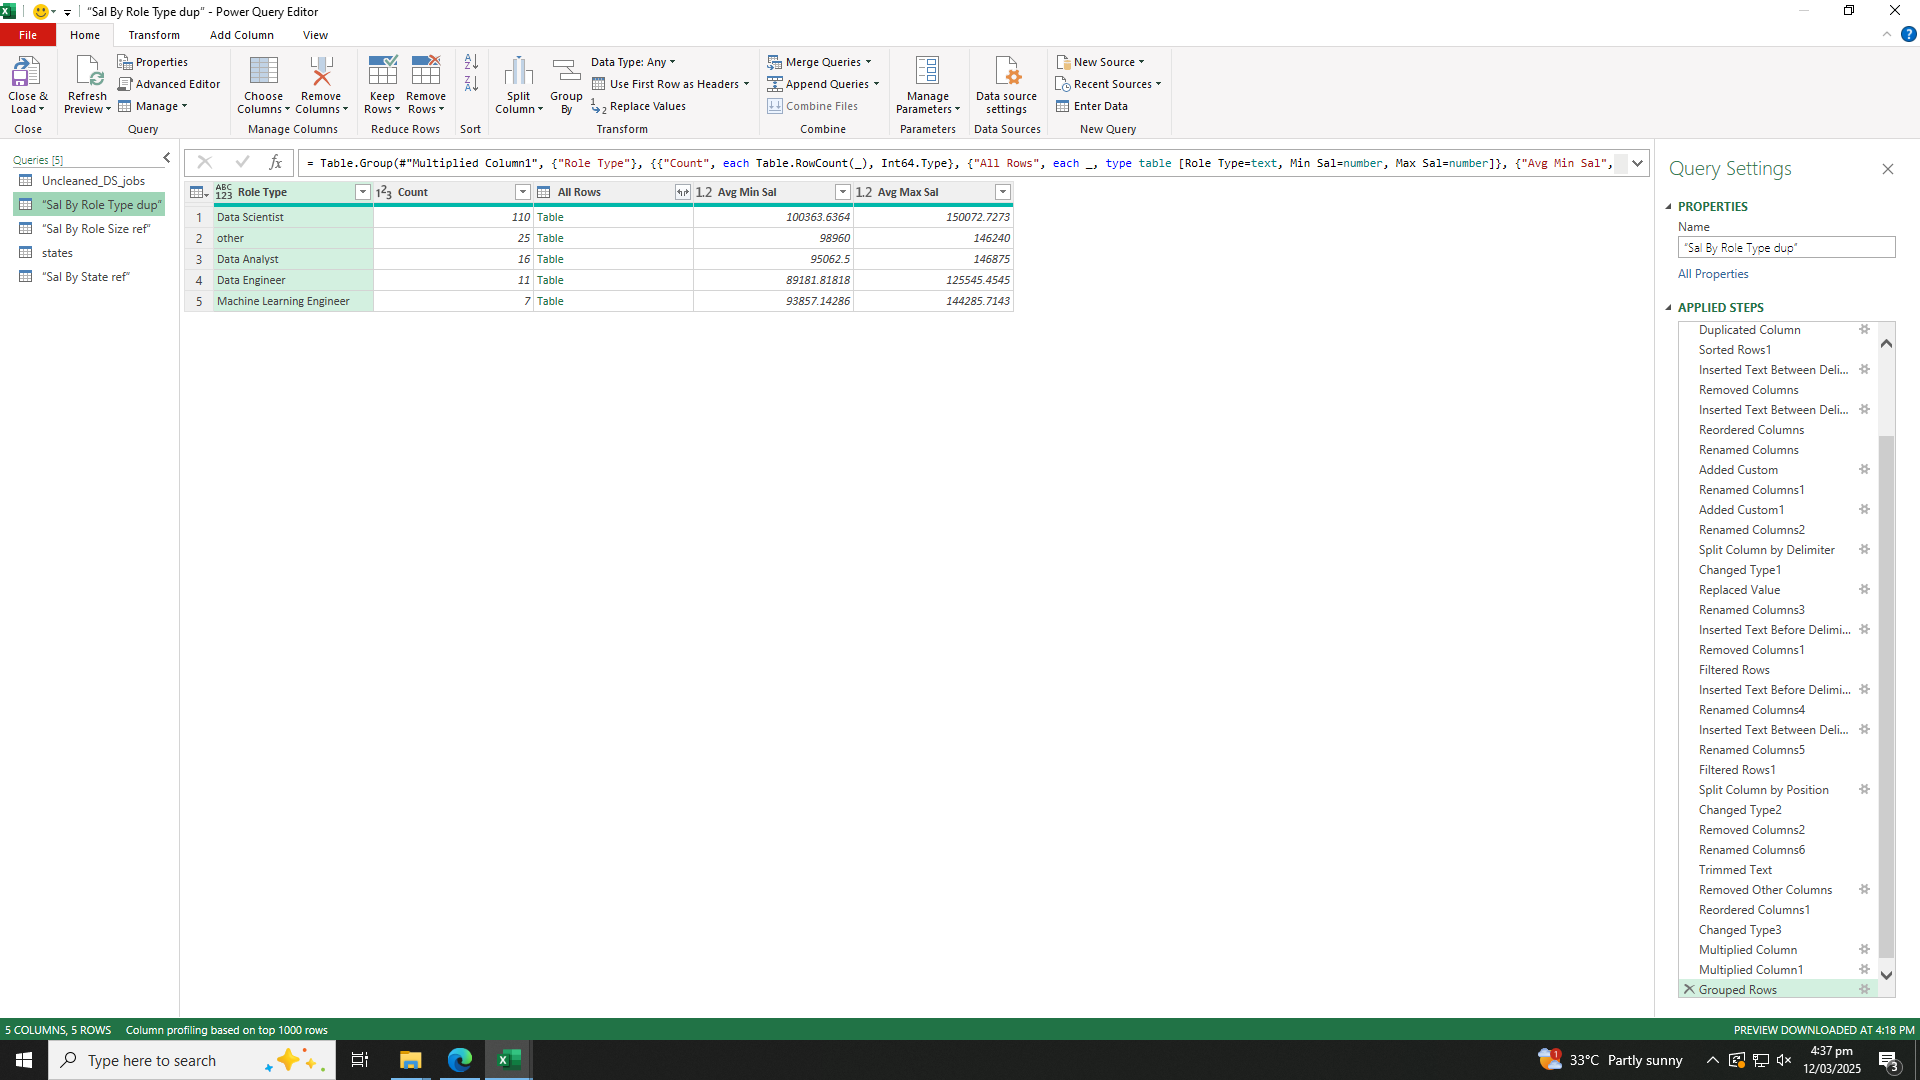 “Sal By Role Type dup” - Power Query Editor
File Home Transform Add Column View
Close & Load
Close
Refresh Preview
Properties
Advanced Editor
Manage
Query
Choose Columns
Remove Columns
Manage Columns
Keep Rows
Remove Rows
Reduce Rows
Sort
Split Column
Group By
Data Type: Any
Use First Row as Headers
Replace Values
Transform
Merge Queries
Append Queries
Combine Files
Combine
Manage Parameters
Parameters
Data source settings
Data Sources
New Source
Recent Sources
Enter Data
New Query
Queries [5]
Uncleaned_DS_jobs
“Sal By Role Type dup”
“Sal By Role Size ref”
states
“Sal By State ref”
fx = Table.Group(#"Multiplied Column1", {"Role Type"}, {{"Count", each Table.RowCount(_), Int64.Type}, {"All Rows", each _, type table [Role Type=text, Min Sal=number, Max Sal=number]}, {"Avg Min Sal",
ABC 123 Role Type 123 Count All Rows 1.2 Avg Min Sal 1.2 Avg Max Sal
1 Data Scientist 110 Table 100363.6364 150072.7273
2 other 25 Table 98960 146240
3 Data Analyst 16 Table 95062.5 146875
4 Data Engineer 11 Table 89181.81818 125545.4545
5 Machine Learning Engineer 7 Table 93857.14286 144285.7143
Query Settings
PROPERTIES
Name
“Sal By Role Type dup”
All Properties
APPLIED STEPS
Duplicated Column
Sorted Rows1
Inserted Text Between Deli...
Removed Columns
Inserted Text Between Deli...
Reordered Columns
Renamed Columns
Added Custom
Renamed Columns1
Added Custom1
Renamed Columns2
Split Column by Delimiter
Changed Type1
Replaced Value
Renamed Columns3
Inserted Text Before Delimi...
Removed Columns1
Filtered Rows
Inserted Text Before Delimi...
Renamed Columns4
Inserted Text Between Deli...
Renamed Columns5
Filtered Rows1
Split Column by Position
Changed Type2
Removed Columns2
Renamed Columns6
Trimmed Text
Removed Other Columns
Reordered Columns1
Changed Type3
Multiplied Column
Multiplied Column1
Grouped Rows
5 COLUMNS, 5 ROWS Column profiling based on top 1000 rows PREVIEW DOWNLOADED AT 4:18 PM
Type here to search
1 33°C Partly sunny
4:37 pm
12/03/2025
3